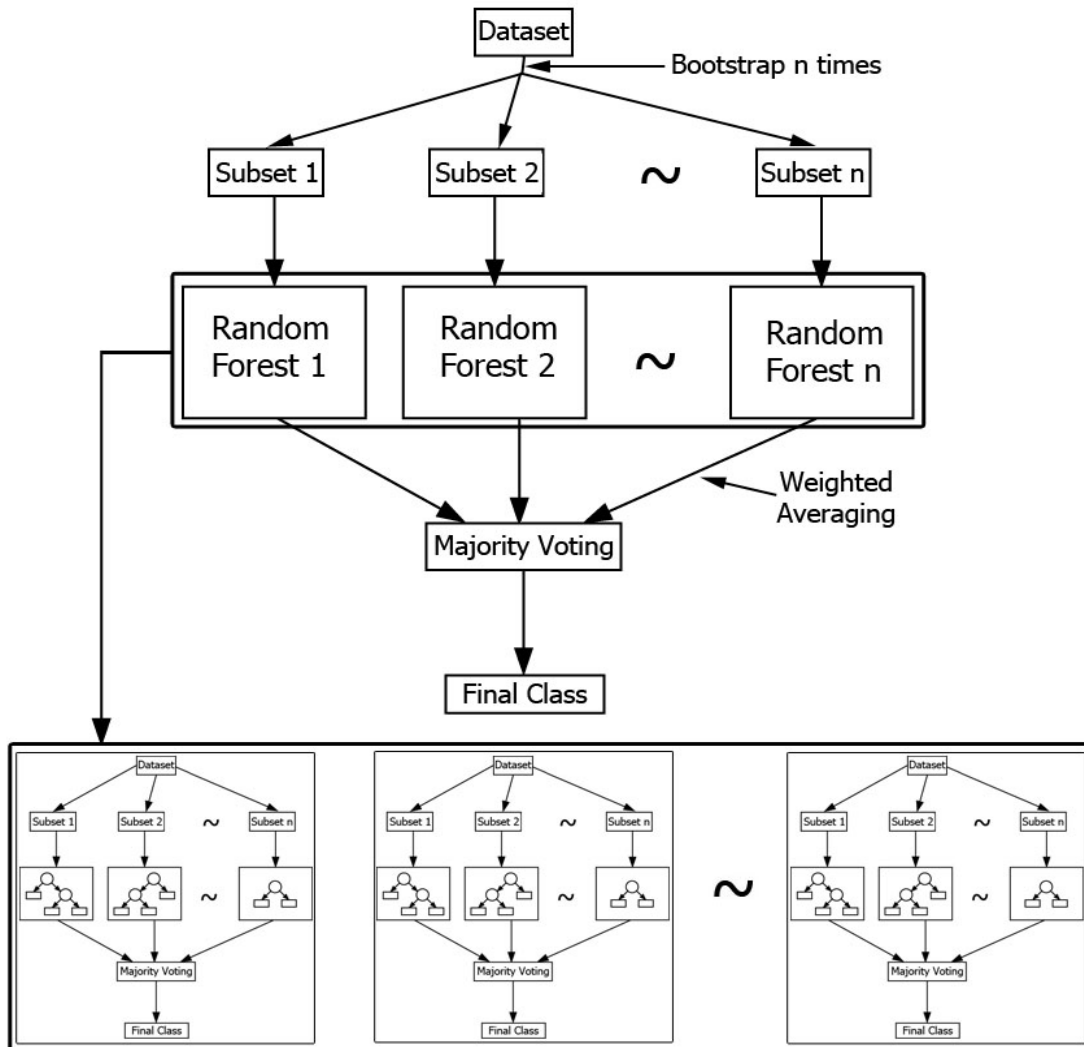 Dataset
Bootstrap n times
Subset 1
Subset 2
~
Subset n
Random
Forest 1
Random
Forest 2
~
Random
Forest n
Weighted
Averaging
Majority Voting
Final Class
Dataset
Subset 1
Subset 2
~
Subset n
~
Majority Voting
Final Class
Dataset
Subset 1
Subset 2
~
Subset n
~
Majority Voting
Final Class
~
Dataset
Subset 1
Subset 2
~
Subset n
~
Majority Voting
Final Class